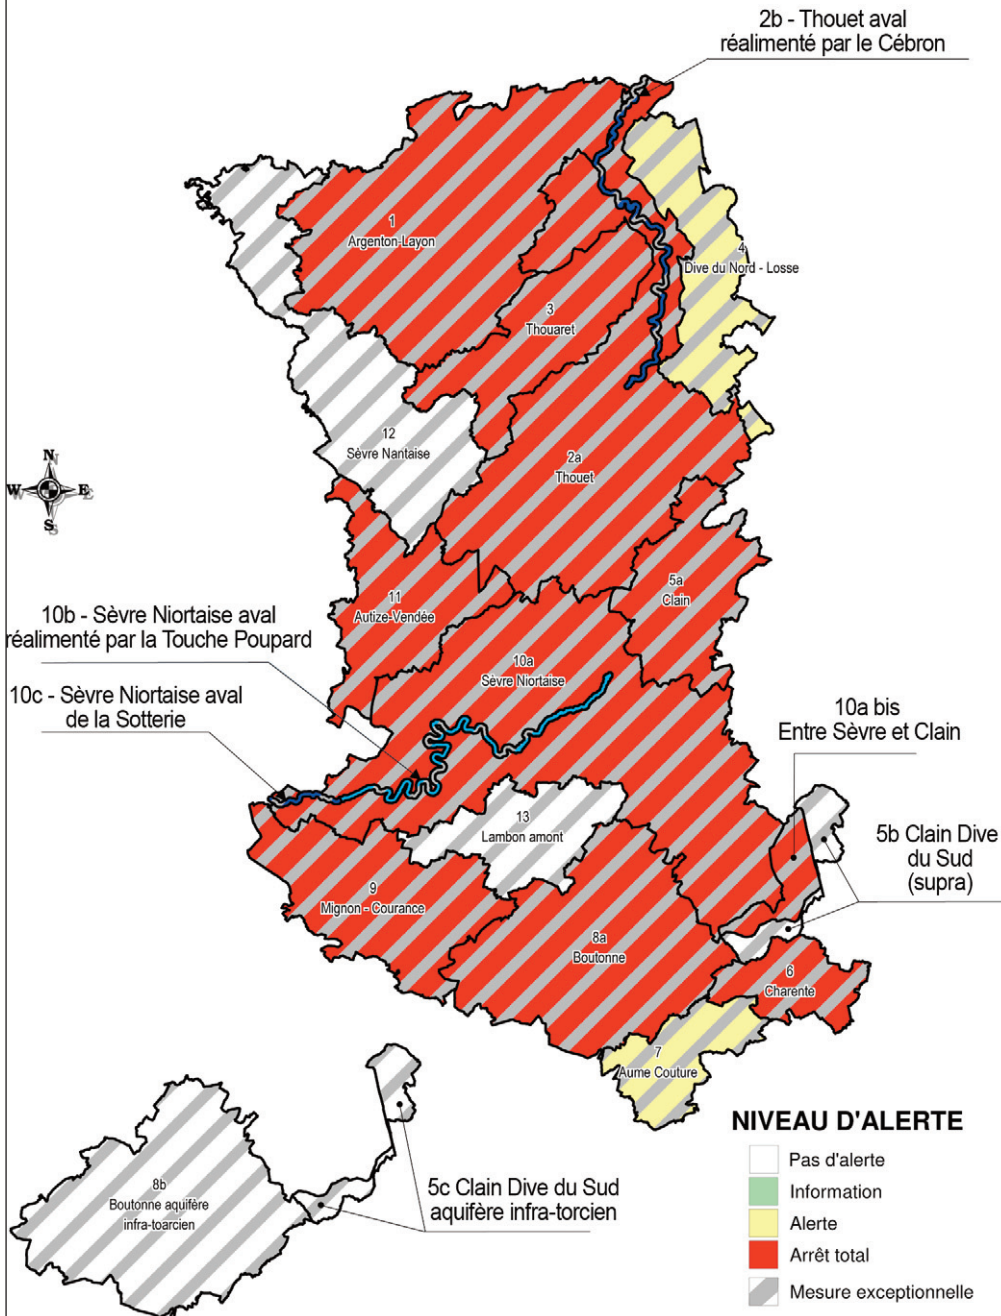 2b - Thouet aval
réalimenté par le Cébron
1
Argenton-Layon
4
Dive du Nord - Losse
3
Thouaret
12
Sèvre Nantaise
2a
Thouet
N
W
E
S
5a
Clain
11
Autize-Vendée
10b - Sèvre Niortaise aval
réalimenté par la Touche Poupard
10a
Sèvre Niortaise
10c - Sèvre Niortaise aval
de la Sotterie
10a bis
Entre Sèvre et Clain
13
Lambon amont
5b Clain Dive
du Sud
(supra)
9
Mignon - Courance
8a
Boutonne
6
Charente
7
Aume Couture
8b
Boutonne aquifère
infra-toarcien
5c Clain Dive du Sud
aquifère infra-torcien
NIVEAU D'ALERTE
Pas d'alerte
Information
Alerte
Arrêt total
Mesure exceptionnelle